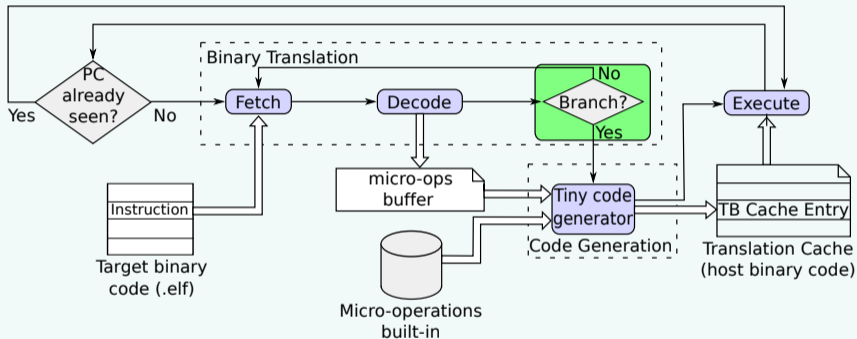 Binary Translation
PC
already
seen?
Yes
No
Fetch
Decode
No
Branch?
Yes
Execute
Instruction
Target binary
code (.elf)
micro-ops
buffer
Tiny code
generator
Code Generation
TB Cache Entry
Translation Cache
(host binary code)
Micro-operations
built-in